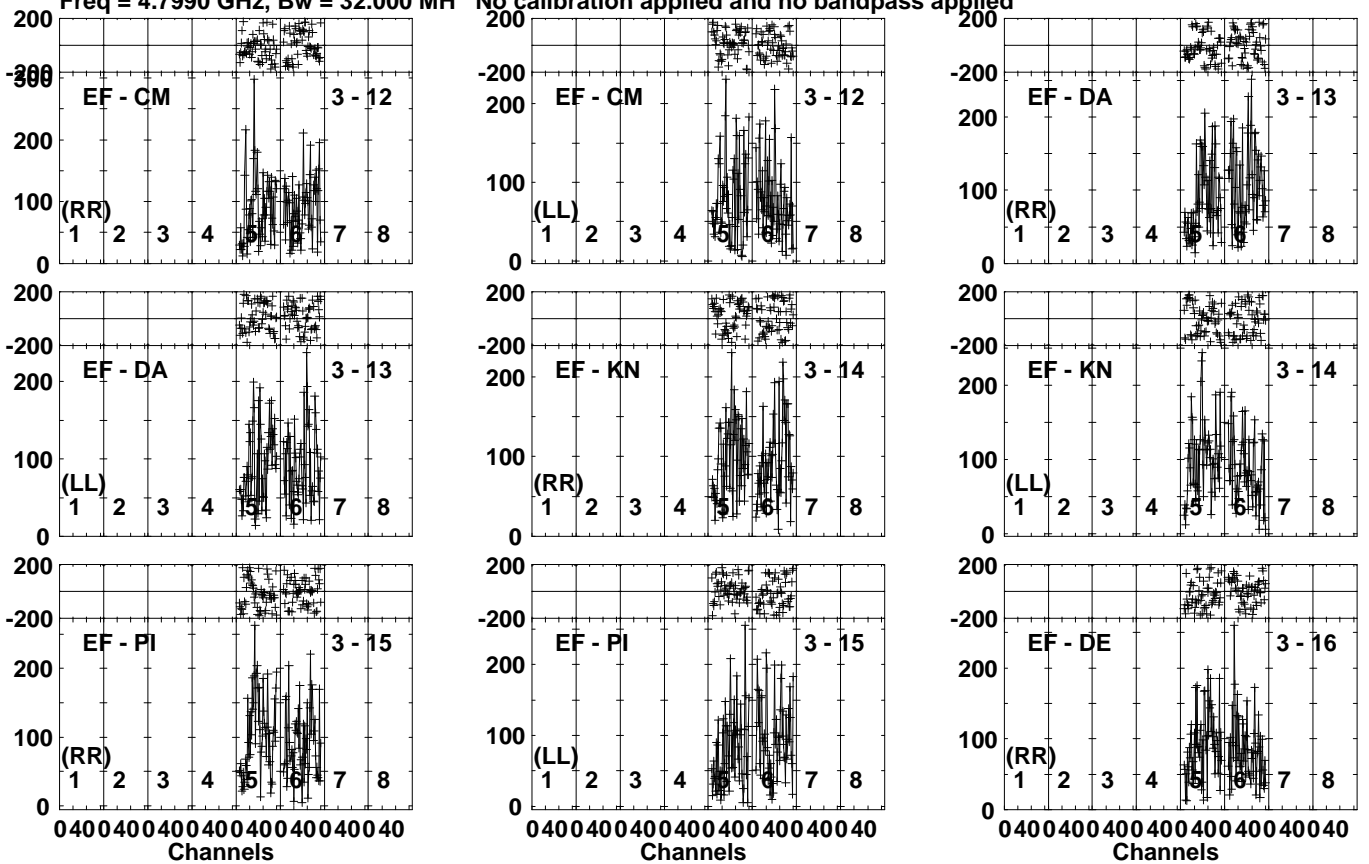 Freq = 4.7990 GHz, Bw = 32.000 MH No calibration applied and no bandpass applied
200 200 200
-200 -200 -200
300
EF - CM 3 - 12 EF - CM 3 - 12 EF - DA 3 - 13
200 200 200
100 100 100
(RR) (LL) (RR)
1 2 3 4 5 6 7 8 1 2 3 4 5 6 7 8 1 2 3 4 5 6 7 8
0 0 0
200 200 200
-200 -200 -200
EF - DA 3 - 13 EF - KN 3 - 14 EF - KN 3 - 14
200 200 200
100 100 100
(LL) (RR) (LL)
1 2 3 4 5 6 7 8 1 2 3 4 5 6 7 8 1 2 3 4 5 6 7 8
0 0 0
200 200 200
-200 -200 -200
EF - PI 3 - 15 EF - PI 3 - 15 EF - DE 3 - 16
200 200 200
100 100 100
(RR) (LL) (RR)
1 2 3 4 5 6 7 8 1 2 3 4 5 6 7 8 1 2 3 4 5 6 7 8
0 0 0
0 40 0 40 0 40 0 40 0 40 0 40 0 40 0 40 0 40 0 40 0 40 0 40 0 40 0 40 0 40 0 40 0 40 0 40 0 40 0 40 0 40 0 40 0 40 0 40
Channels Channels Channels